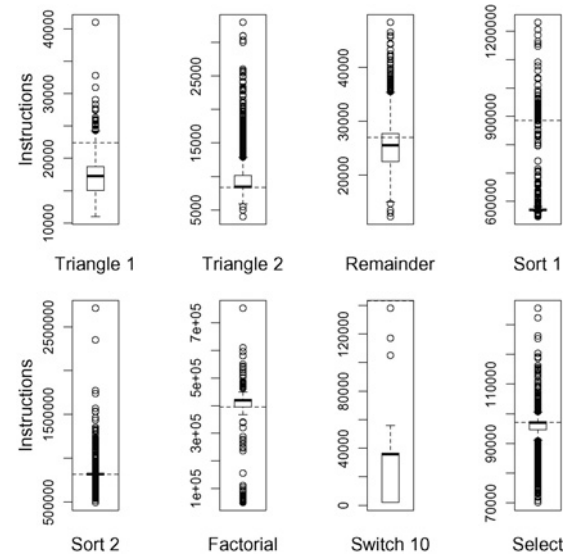 Instructions
10000 20000 30000 40000
5000 15000 25000
20000 30000 40000
600000 900000 1200000
Triangle 1 Triangle 2 Remainder Sort 1
Instructions
500000 1500000 2500000
1e+05 3e+05 5e+05 7e+05
0 40000 80000 120000
70000 90000 110000
Sort 2 Factorial Switch 10 Select